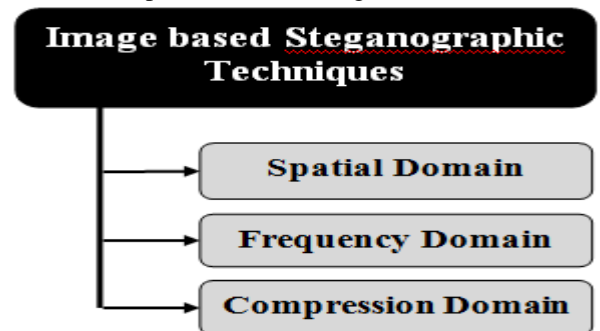 Image based Steganographic
Techniques
Spatial Domain
Frequency Domain
Compression Domain